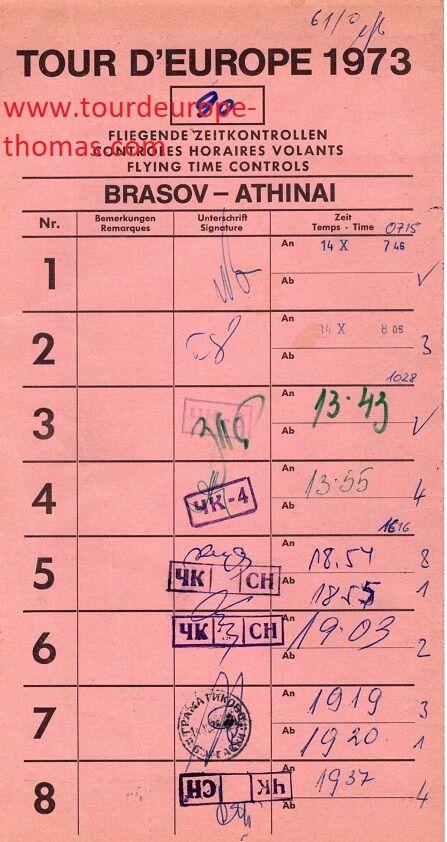 TOUR D'EUROPE 1973
www.tourdeurope-
thomas.com
90
FLIEGENDE ZEITKONTROLLEN
CONTRÔLES HORAIRES VOLANTS
FLYING TIME CONTROLS
BRASOV – ATHINAI
Nr. Bemerkungen Remarques Unterschrift Signature Zeit Temps · Time 0715
1 An 14 X 7 46
Ab
2 An 14 X 8 05
Ab 3
1028
3 An 13.43
Ab
4 ЧК-4 An 13.55
Ab 4
1616
5 ЧК СН An 18.54 8
Ab 18.55 1
6 ЧК 3 СН An 19.03
Ab 2
7 An 1919 3
Ab 1920 1
8 ЧК СН An 1937
Ab 4